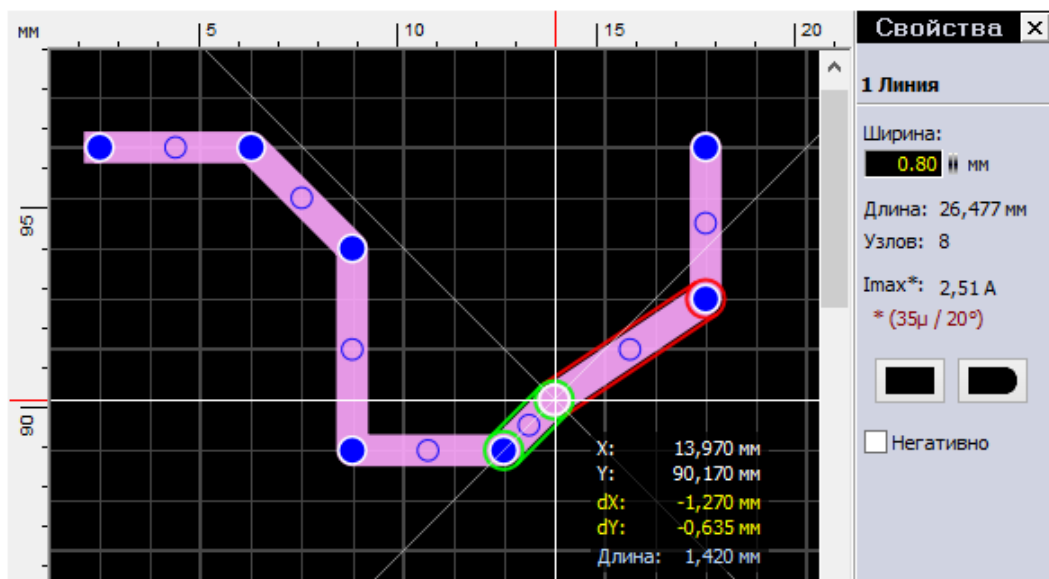 мм 5 10 15 20
95
90
X: 13,970 мм
Y: 90,170 мм
dX: -1,270 мм
dY: -0,635 мм
Длина: 1,420 мм
Свойства
1 Линия
Ширина:
0.80 мм
Длина: 26,477 мм
Узлов: 8
Imax*: 2,51 A
* (35µ / 20°)
Негативно